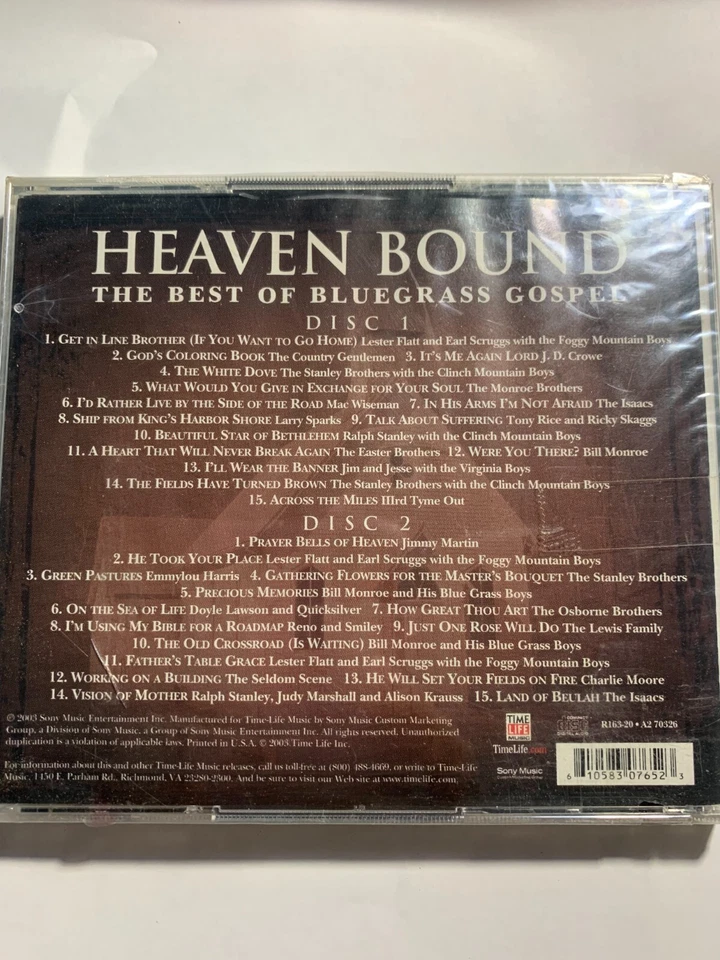 HEAVEN BOUND
THE BEST OF BLUEGRASS GOSPEL
DISC 1
1. GET IN LINE BROTHER (IF YOU WANT TO GO HOME) Lester Flatt and Earl Scruggs with the Foggy Mountain Boys
2. GOD'S COLORING BOOK The Country Gentlemen 3. IT'S ME AGAIN LORD J. D. Crowe
4. THE WHITE DOVE The Stanley Brothers with the Clinch Mountain Boys
5. WHAT WOULD YOU GIVE IN EXCHANGE FOR YOUR SOUL The Monroe Brothers
6. I'D RATHER LIVE BY THE SIDE OF THE ROAD Mac Wiseman 7. IN HIS ARMS I'M NOT AFRAID The Isaacs
8. SHIP FROM KING'S HARBOR SHORE Larry Sparks 9. TALK ABOUT SUFFERING Tony Rice and Ricky Skaggs
10. BEAUTIFUL STAR OF BETHLEHEM Ralph Stanley with the Clinch Mountain Boys
11. A HEART THAT WILL NEVER BREAK AGAIN The Easter Brothers 12. WERE YOU THERE? Bill Monroe
13. I'LL WEAR THE BANNER Jim and Jesse with the Virginia Boys
14. THE FIELDS HAVE TURNED BROWN The Stanley Brothers with the Clinch Mountain Boys
15. ACROSS THE MILES IIIrd Tyme Out
DISC 2
1. PRAYER BELLS OF HEAVEN Jimmy Martin
2. HE TOOK YOUR PLACE Lester Flatt and Earl Scruggs with the Foggy Mountain Boys
3. GREEN PASTURES Emmylou Harris 4. GATHERING FLOWERS FOR THE MASTER'S BOUQUET The Stanley Brothers
5. PRECIOUS MEMORIES Bill Monroe and His Blue Grass Boys
6. ON THE SEA OF LIFE Doyle Lawson and Quicksilver 7. HOW GREAT THOU ART The Osborne Brothers
8. I'M USING MY BIBLE FOR A ROADMAP Reno and Smiley 9. JUST ONE ROSE WILL DO The Lewis Family
10. THE OLD CROSSROAD (IS WAITING) Bill Monroe and His Blue Grass Boys
11. FATHER'S TABLE GRACE Lester Flatt and Earl Scruggs with the Foggy Mountain Boys
12. WORKING ON A BUILDING The Seldom Scene 13. HE WILL SET YOUR FIELDS ON FIRE Charlie Moore
14. VISION OF MOTHER Ralph Stanley, Judy Marshall and Alison Krauss 15. LAND OF BEULAH The Isaacs
℗ 2003 Sony Music Entertainment Inc. Manufactured for Time-Life Music by Sony Music Custom Marketing
Group, a Division of Sony Music, a Group of Sony Music Entertainment Inc. All rights reserved. Unauthorized
duplication is a violation of applicable laws. Printed in U.S.A. © 2003 Time Life Inc.
For information about this and other Time-Life Music releases, call us toll-free at (800) 488-4669, or write to Time-Life
Music, 1450 E. Parham Rd., Richmond, VA 23280-2300. And be sure to visit our Web site at www.timelife.com.
TIME
LIFE
MUSIC
TimeLife.com
Sony Music
COMPACT
disc
DIGITAL AUDIO
R163-20 • A2 70326
6 10583 07652 3